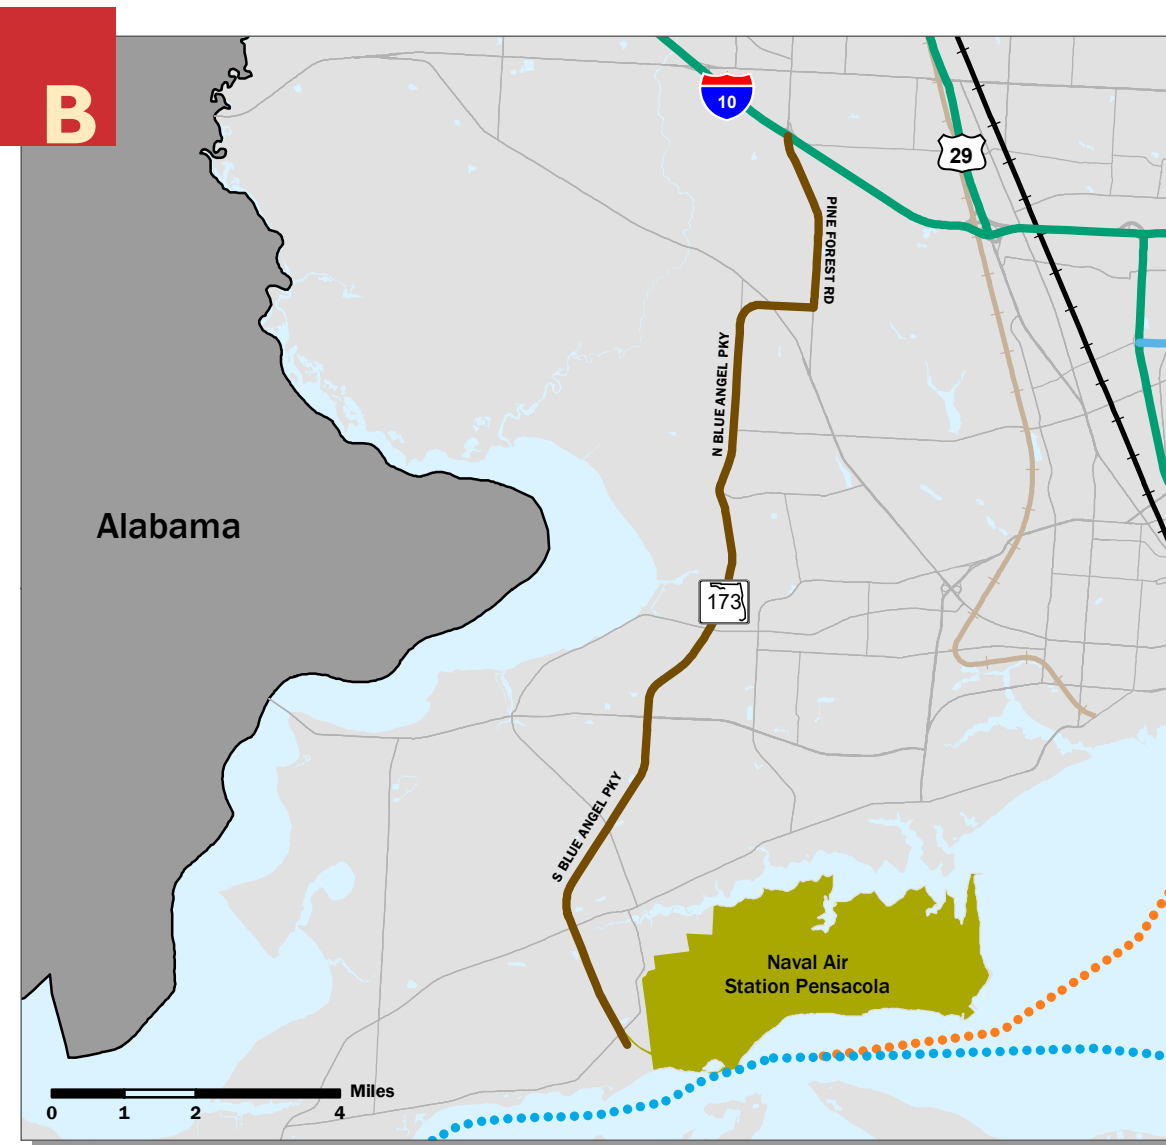 B
10
29
PINE FOREST RD
N BLUE ANGEL PKY
Alabama
173
S BLUE ANGEL PKY
Naval Air
Station Pensacola
Miles
0 1 2 4